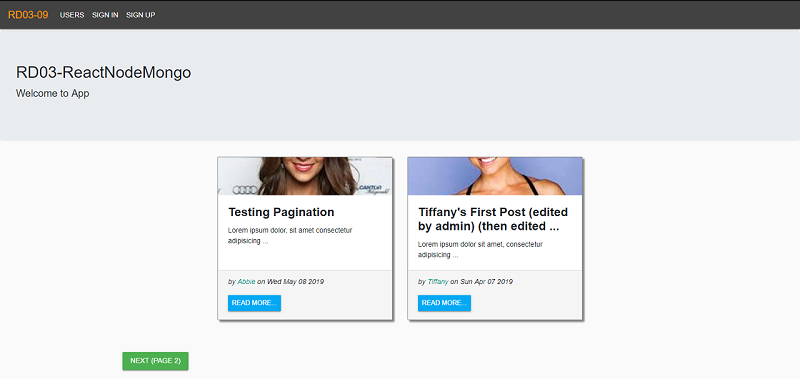 RD03-09 USERS SIGN IN SIGN UP
RD03-ReactNodeMongo
Welcome to App
Testing Pagination
Lorem ipsum dolor, sit amet consectetur
adipisicing ...
by Abbie on Wed May 08 2019
READ MORE...
Tiffany's First Post (edited
by admin) (then edited ...
Lorem ipsum dolor sit amet, consectetur
adipisicing ...
by Tiffany on Sun Apr 07 2019
READ MORE...
NEXT (PAGE 2)